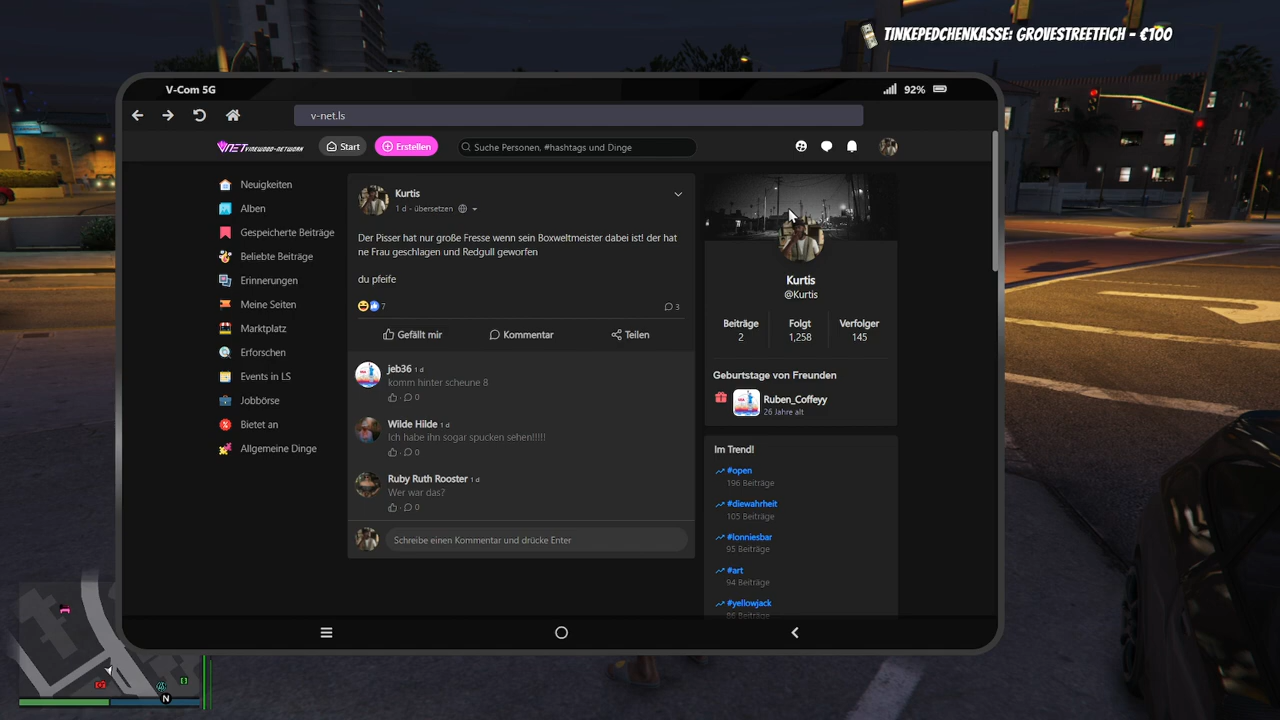 TINKEPEDCHENKASSE: GROVESTREETFICH - €100
V-Com 5G
92%
v-net.ls
VNET VINEWOOD-NETWORK
Start
Erstellen
Suche Personen, #hashtags und Dinge
Neuigkeiten
Alben
Gespeicherte Beiträge
Beliebte Beiträge
Erinnerungen
Meine Seiten
Marktplatz
Erforschen
Events in LS
Jobbörse
Bietet an
Allgemeine Dinge
Kurtis
1 d - übersetzen
Der Pisser hat nur große Fresse wenn sein Boxweltmeister dabei ist! der hat
ne Frau geschlagen und Redgull geworfen
du pfeife
7
3
Gefällt mir
Kommentar
Teilen
jeb36 1 d
komm hinter scheune 8
0
Wilde Hilde 1 d
Ich habe ihn sogar spucken sehen!!!!!
0
Ruby Ruth Rooster 1 d
Wer war das?
0
Schreibe einen Kommentar und drücke Enter
Kurtis
@Kurtis
Beiträge Folgt Verfolger
2 1,258 145
Geburtstage von Freunden
Ruben_Coffeyy
26 Jahre alt
Im Trend!
#open
196 Beiträge
#diewahrheit
105 Beiträge
#lonniesbar
95 Beiträge
#art
94 Beiträge
#yellowjack
86 Beiträge
N